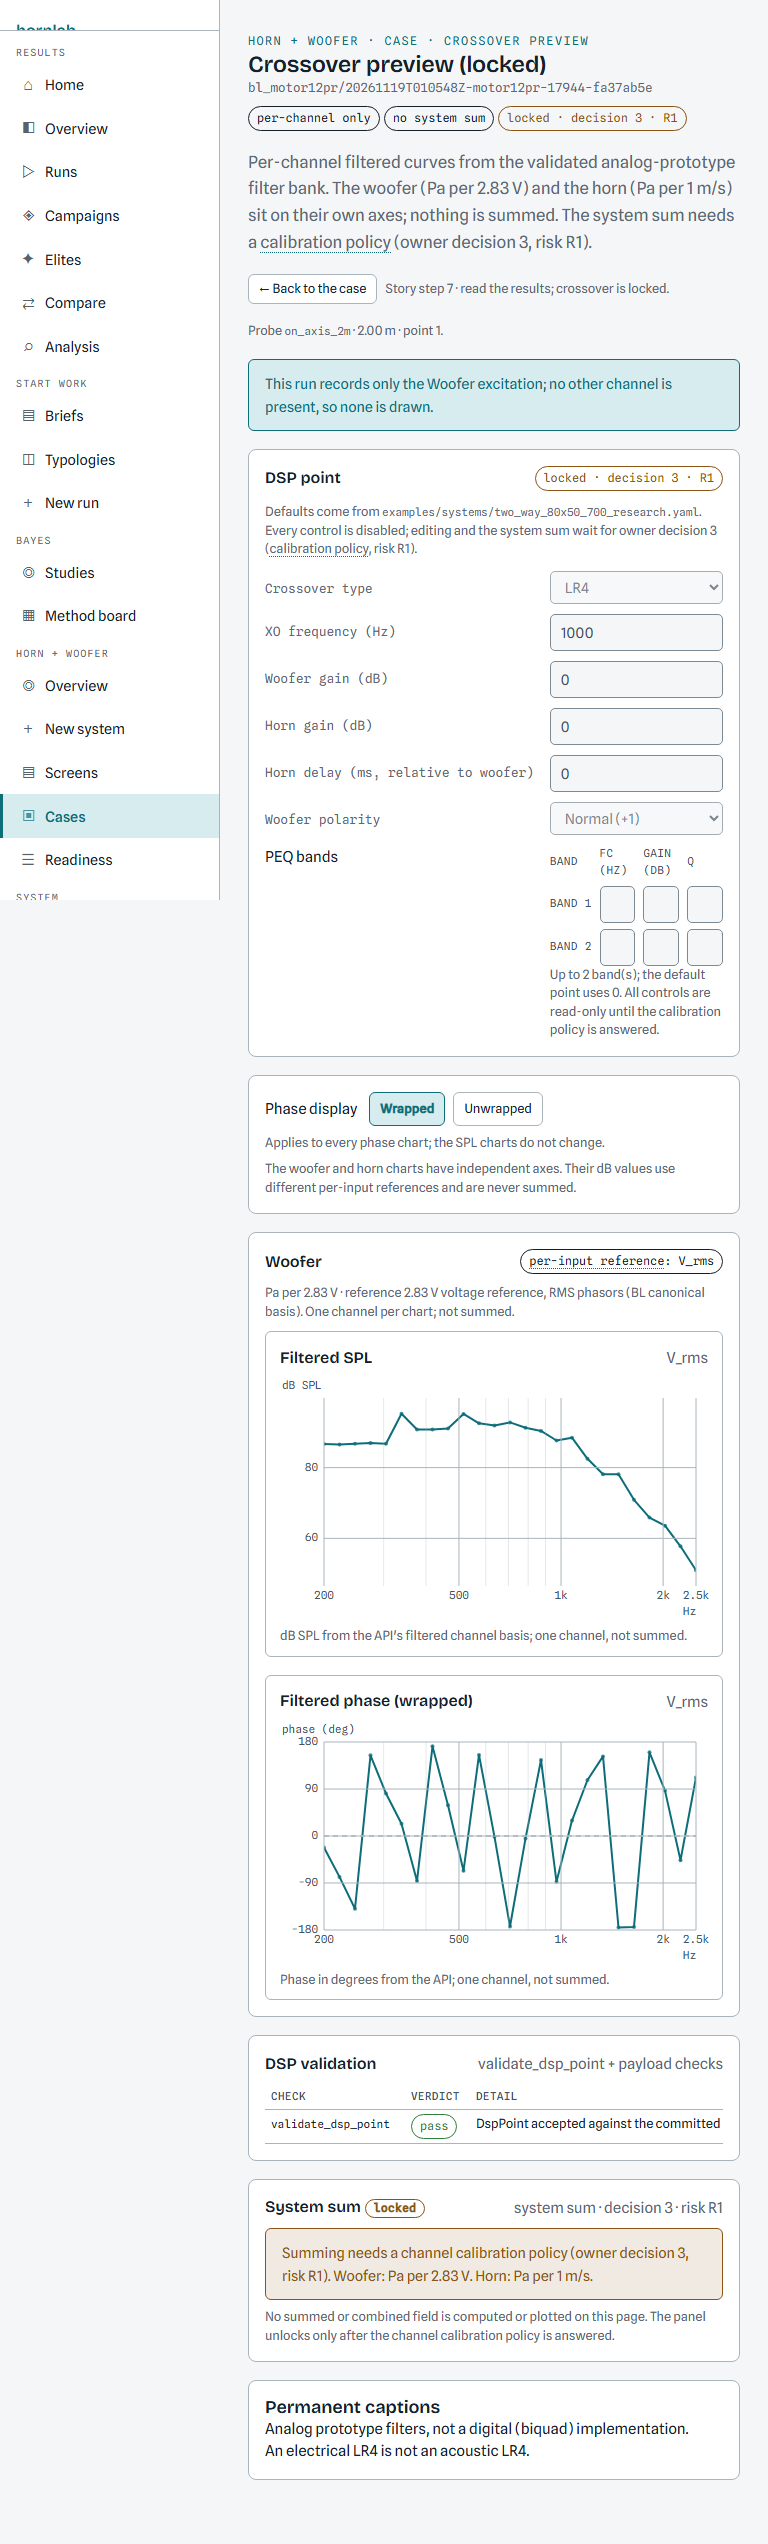 RESULTS
Home
Overview
Runs
Campaigns
Elites
Compare
Analysis
START WORK
Briefs
Typologies
New run
BAYES
Studies
Method board
HORN + WOOFER
Overview
New system
Screens
Cases
Readiness
SYSTEM
HORN + WOOFER · CASE · CROSSOVER PREVIEW
Crossover preview (locked)
bl_motor12pr/20261119T010548Z-motor12pr-17944-fa37ab5e
per-channel only
no system sum
locked · decision 3 · R1
Per-channel filtered curves from the validated analog-prototype
filter bank. The woofer (Pa per 2.83 V) and the horn (Pa per 1 m/s)
sit on their own axes; nothing is summed. The system sum needs
a calibration policy (owner decision 3, risk R1).
← Back to the case
Story step 7 · read the results; crossover is locked.
Probe on_axis_2m · 2.00 m · point 1.
This run records only the Woofer excitation; no other channel is
present, so none is drawn.
DSP point
locked · decision 3 · R1
Defaults come from examples/systems/two_way_80x50_700_research.yaml.
Every control is disabled; editing and the system sum wait for owner decision 3
(calibration policy, risk R1).
Crossover type
LR4
XO frequency (Hz)
1000
Woofer gain (dB)
0
Horn gain (dB)
0
Horn delay (ms, relative to woofer)
0
Woofer polarity
Normal (+1)
PEQ bands
BAND
FC (HZ)
GAIN (DB)
Q
BAND 1
BAND 2
Up to 2 band(s); the default
point uses 0. All controls are
read-only until the calibration
policy is answered.
Phase display
Wrapped
Unwrapped
Applies to every phase chart; the SPL charts do not change.
The woofer and horn charts have independent axes. Their dB values use
different per-input references and are never summed.
Woofer
per-input reference: V_rms
Pa per 2.83 V · reference 2.83 V voltage reference, RMS phasors (BL canonical
basis). One channel per chart; not summed.
Filtered SPL
V_rms
dB SPL
80
60
200
500
1k
2k
2.5k
Hz
dB SPL from the API's filtered channel basis; one channel, not summed.
Filtered phase (wrapped)
V_rms
phase (deg)
180
90
0
-90
-180
200
500
1k
2k
2.5k
Hz
Phase in degrees from the API; one channel, not summed.
DSP validation
validate_dsp_point + payload checks
CHECK
VERDICT
DETAIL
validate_dsp_point
pass
DspPoint accepted against the committed
System sum
locked
system sum · decision 3 · risk R1
Summing needs a channel calibration policy (owner decision 3,
risk R1). Woofer: Pa per 2.83 V. Horn: Pa per 1 m/s.
No summed or combined field is computed or plotted on this page. The panel
unlocks only after the channel calibration policy is answered.
Permanent captions
Analog prototype filters, not a digital (biquad) implementation.
An electrical LR4 is not an acoustic LR4.